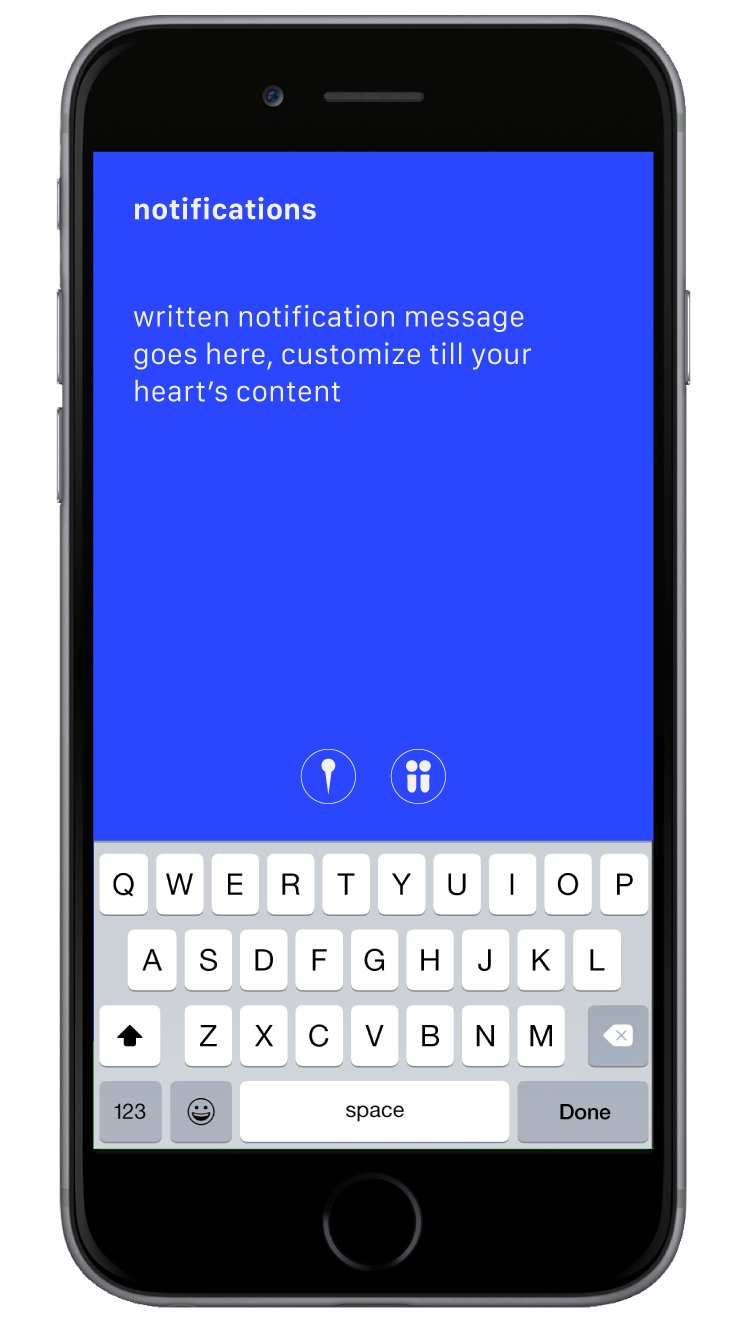 notifications
written notification message
goes here, customize till your
heart’s content
Q W E R T Y U I O P
A S D F G H J K L
Z X C V B N M
123 space Done